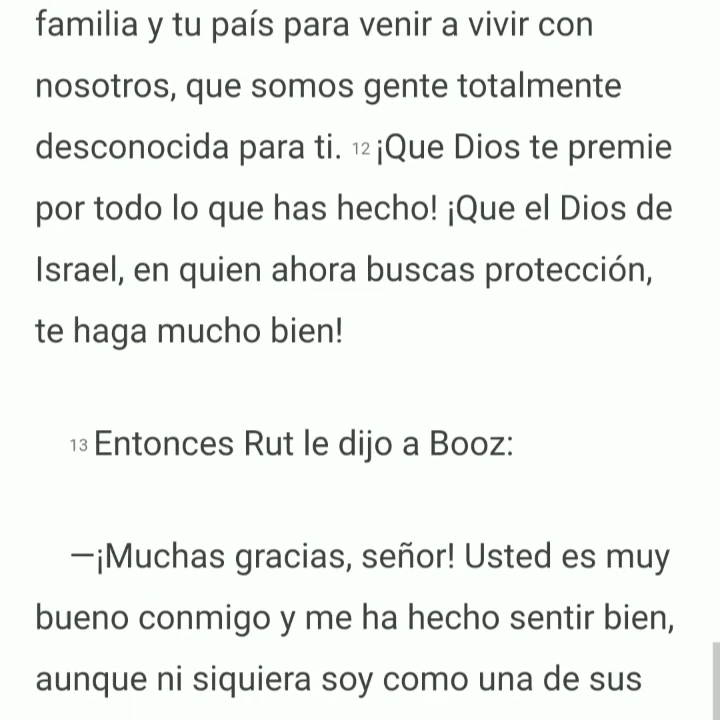 familia y tu país para venir a vivir con
nosotros, que somos gente totalmente
desconocida para ti. 12 ¡Que Dios te premie
por todo lo que has hecho! ¡Que el Dios de
Israel, en quien ahora buscas protección,
te haga mucho bien!
13 Entonces Rut le dijo a Booz:
—¡Muchas gracias, señor! Usted es muy
bueno conmigo y me ha hecho sentir bien,
aunque ni siquiera soy como una de sus